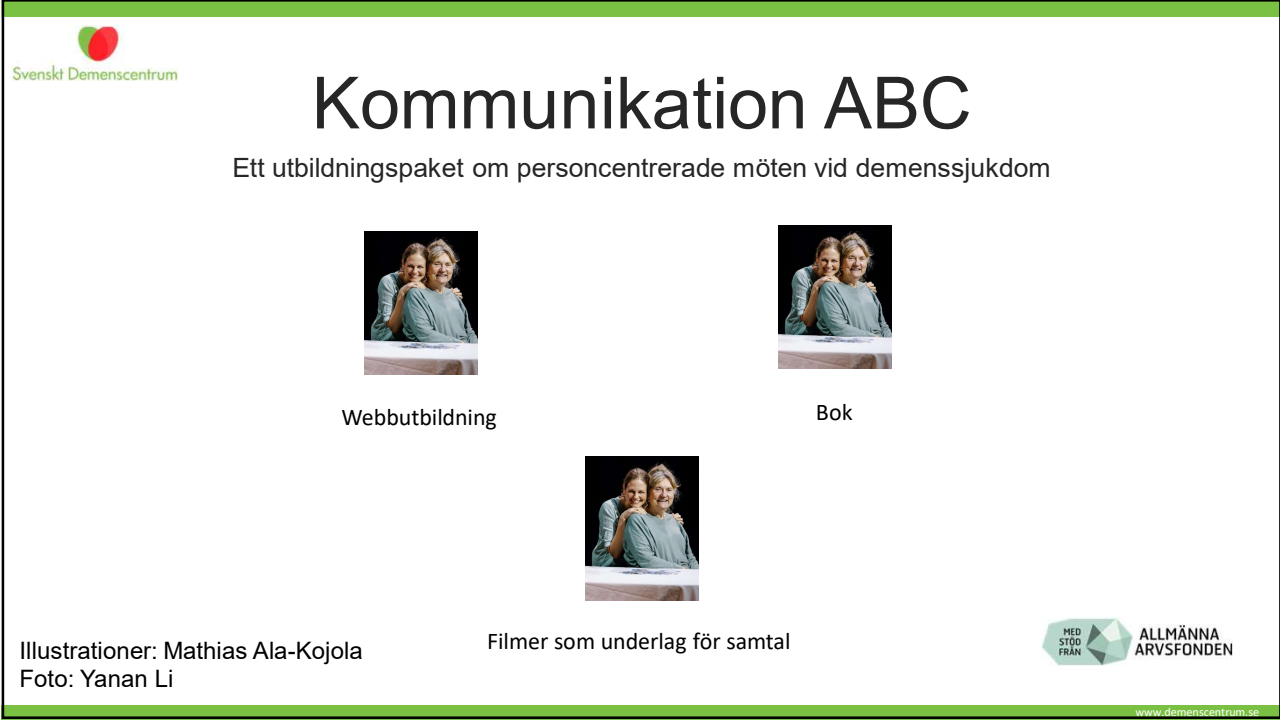 Svenskt Demenscentrum
Kommunikation ABC
Ett utbildningspaket om personcentrerade möten vid demenssjukdom
Webbutbildning
Bok
Filmer som underlag för samtal
Illustrationer: Mathias Ala-Kojola
Foto: Yanan Li
MED
STÖD
FRÅN
ALLMÄNNA
ARVSFONDEN
www.demenscentrum.se